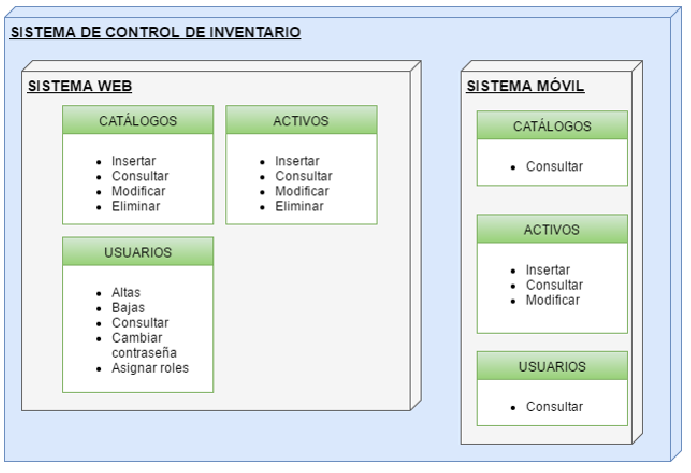 SISTEMA DE CONTROL DE INVENTARIO
SISTEMA WEB
CATÁLOGOS
• Insertar
• Consultar
• Modificar
• Eliminar
ACTIVOS
• Insertar
• Consultar
• Modificar
• Eliminar
USUARIOS
• Altas
• Bajas
• Consultar
• Cambiar
contraseña
• Asignar roles
SISTEMA MÓVIL
CATÁLOGOS
• Consultar
ACTIVOS
• Insertar
• Consultar
• Modificar
USUARIOS
• Consultar